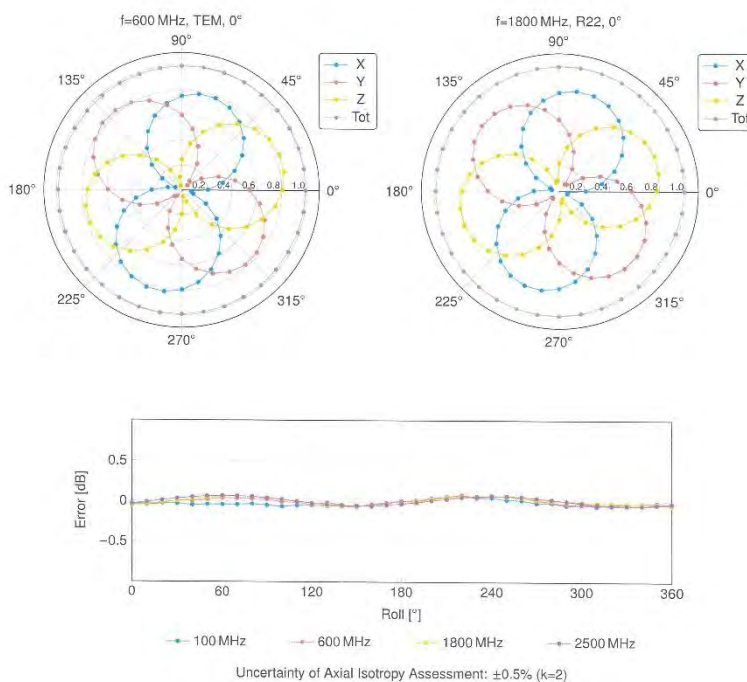 f=600 MHz, TEM, 0°
90°
135°
45°
180°
0.2 0.4 0.6 0.8 1.0
0°
225°
315°
270°
X
Y
Z
Tot
f=1800 MHz, R22, 0°
90°
135°
45°
180°
0.2 0.4 0.6 0.8 1.0
0°
225°
315°
270°
X
Y
Z
Tot
Error [dB]
0.5
0
−0.5
0 60 120 180 240 300 360
Roll [°]
100 MHz 600 MHz 1800 MHz 2500 MHz
Uncertainty of Axial Isotropy Assessment: ±0.5% (k=2)